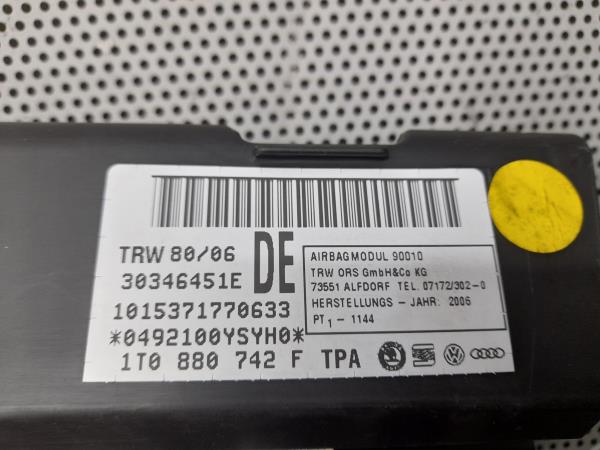 TRW 80/06
30346451E
DE
1015371770633
*0492100YSYH0*
1T0 880 742 F TPA
AIRBAGMODUL 90010
TRW ORS GmbH&Co KG
73551 ALFDORF TEL. 07172/302-0
HERSTELLUNGS - JAHR: 2006
PT1 - 1144